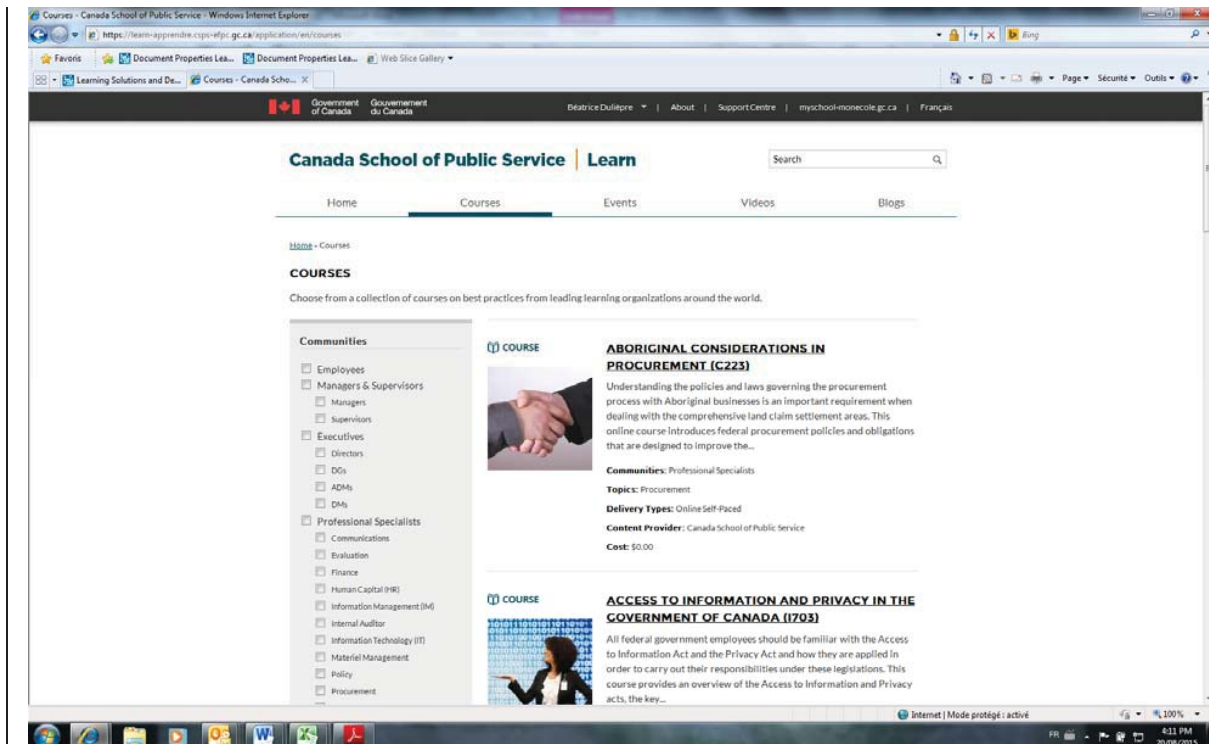 Courses - Canada School of Public Service - Windows Internet Explorer
https://learn-apprendre.csps-efpc.gc.ca/application/en/courses
Bing
Favoris
Document Properties Lea...
Document Properties Lea...
Web Slice Gallery
Learning Solutions and De...
Courses - Canada Scho...
Page
Sécurité
Outils
Government of Canada
Gouvernement du Canada
Béatrice Dulièpre | About | Support Centre | myschool-monecole.gc.ca | Français
Canada School of Public Service | Learn
Search
Home
Courses
Events
Videos
Blogs
Home › Courses
COURSES
Choose from a collection of courses on best practices from leading learning organizations around the world.
Communities
Employees
Managers & Supervisors
Managers
Supervisors
Executives
Directors
DGs
ADMs
DMs
Professional Specialists
Communications
Evaluation
Finance
Human Capital (HR)
Information Management (IM)
Internal Auditor
Information Technology (IT)
Materiel Management
Policy
Procurement
COURSE
ABORIGINAL CONSIDERATIONS IN
PROCUREMENT (C223)
Understanding the policies and laws governing the procurement
process with Aboriginal businesses is an important requirement when
dealing with the comprehensive land claim settlement areas. This
online course introduces federal procurement policies and obligations
that are designed to improve the...
Communities: Professional Specialists
Topics: Procurement
Delivery Types: Online Self-Paced
Content Provider: Canada School of Public Service
Cost: $0.00
COURSE
ACCESS TO INFORMATION AND PRIVACY IN THE
GOVERNMENT OF CANADA (I703)
All federal government employees should be familiar with the Access
to Information Act and the Privacy Act and how they are applied in
order to carry out their responsibilities under these legislations. This
course provides an overview of the Access to Information and Privacy
acts, the key...
Internet | Mode protégé : activé
100%
FR
4:11 PM
20/08/2015